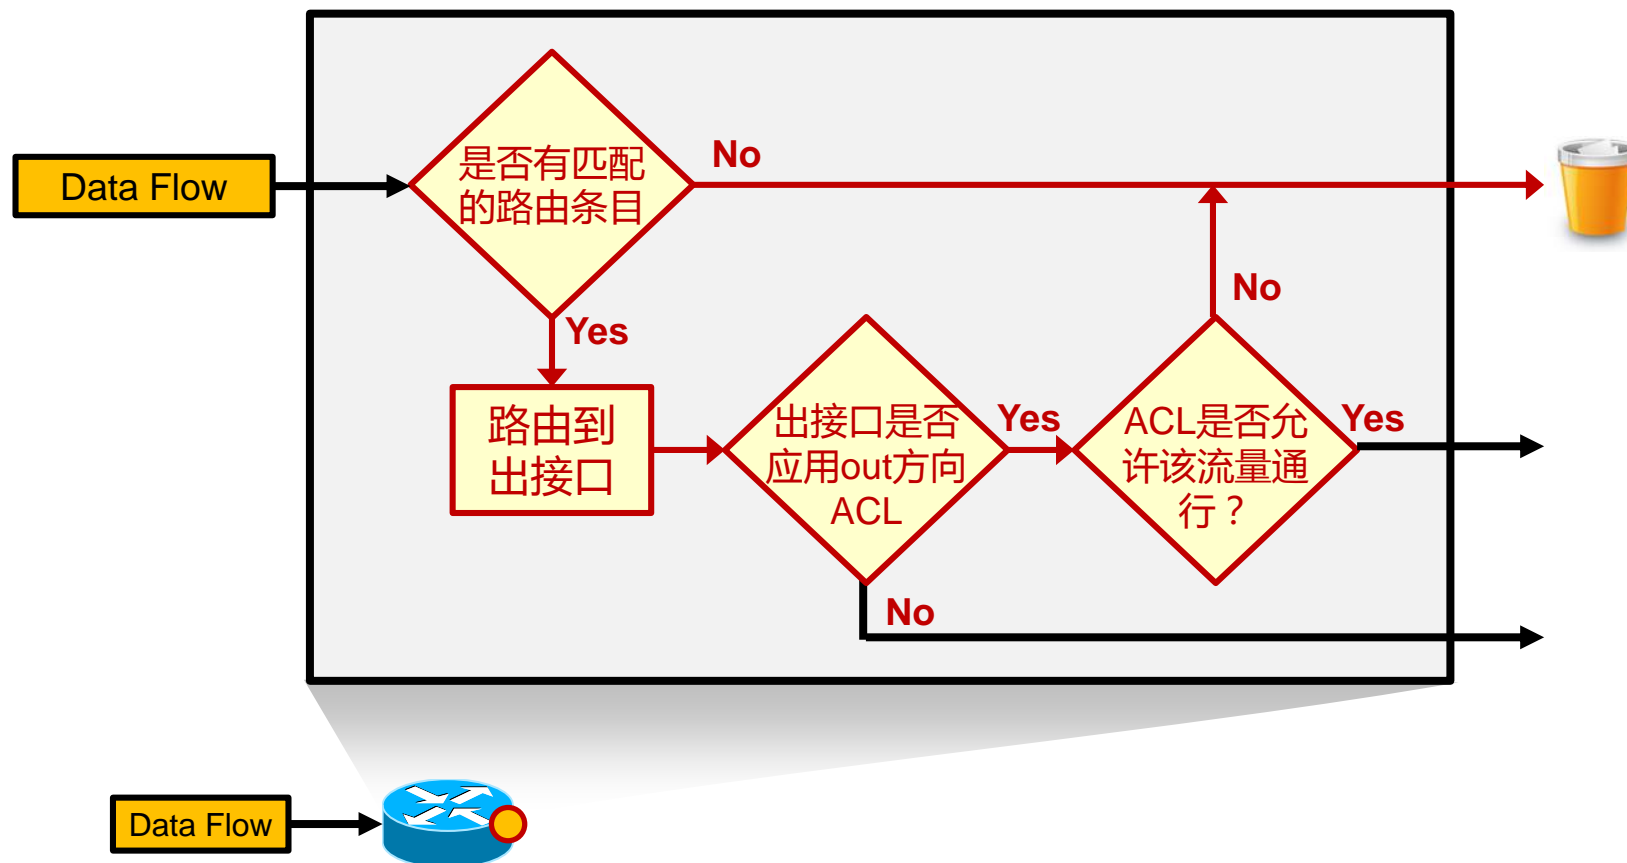 Data Flow
是否有匹配
的路由条目
No
Yes
No
路由到
出接口
出接口是否
应用out方向
ACL
Yes
ACL是否允
许该流量通
行？
Yes
No
Data Flow